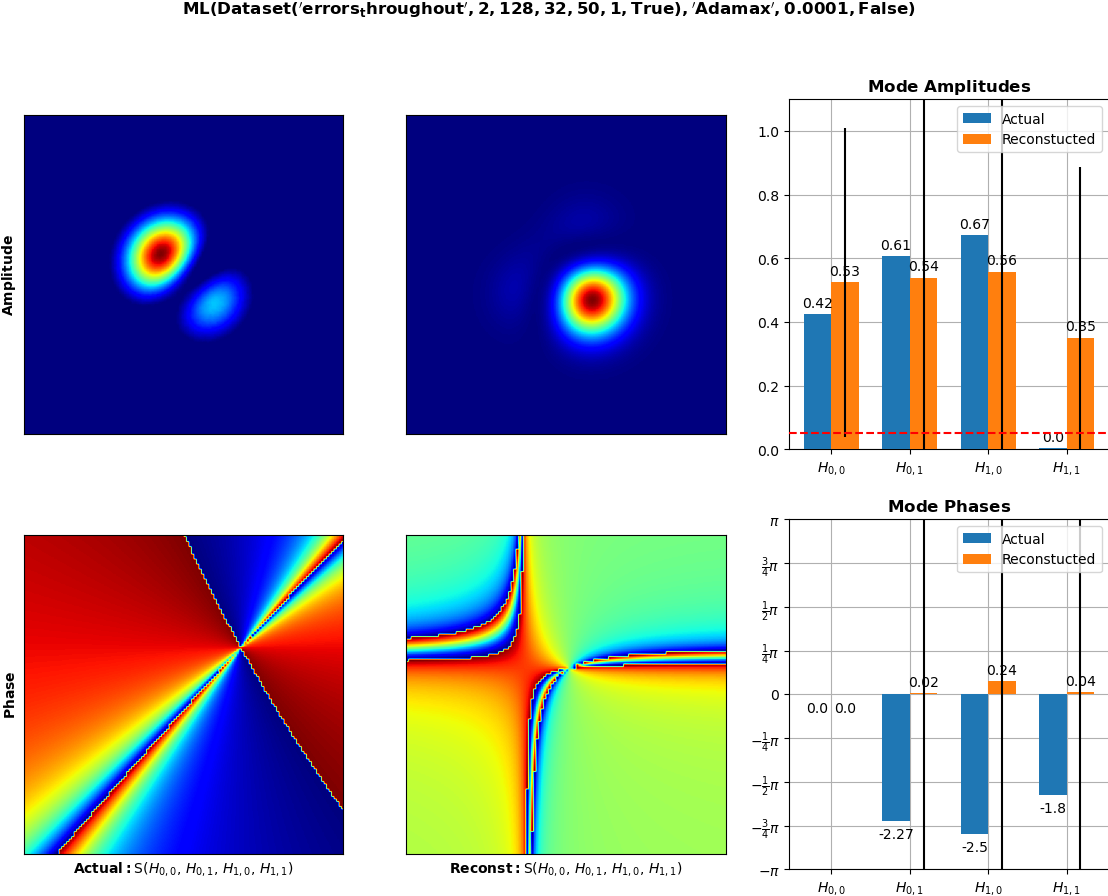 ML(Dataset('errors_throughout', 2, 128, 32, 50, 1, True), 'Adamax', 0.0001, False)
Amplitude
Mode Amplitudes
Actual
Reconstucted
1.0
0.8
0.6
0.4
0.2
0.0
0.42
0.53
0.61
0.54
0.67
0.56
0.0
0.35
H0,0
H0,1
H1,0
H1,1
Phase
Actual: S(H0,0, H0,1, H1,0, H1,1)
Reconst: S(H0,0, H0,1, H1,0, H1,1)
Mode Phases
Actual
Reconstucted
π
3/4π
1/2π
1/4π
0
−1/4π
−1/2π
−3/4π
−π
0.0
0.0
-2.27
0.02
-2.5
0.24
-1.8
0.04
H0,0
H0,1
H1,0
H1,1